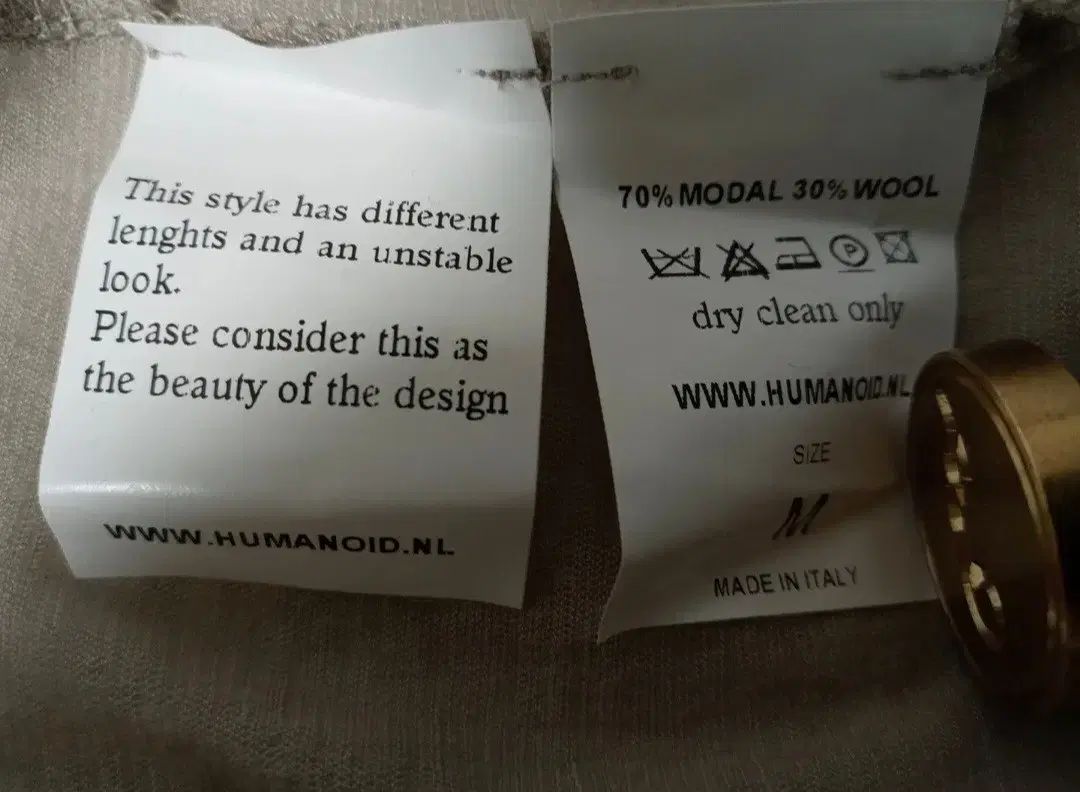 This style has different
lenghts and an unstable
look.
Please consider this as
the beauty of the design
WWW.HUMANOID.NL
70% MODAL 30% WOOL
P
dry clean only
WWW.HUMANOID.NL
SIZE
M
MADE IN ITALY